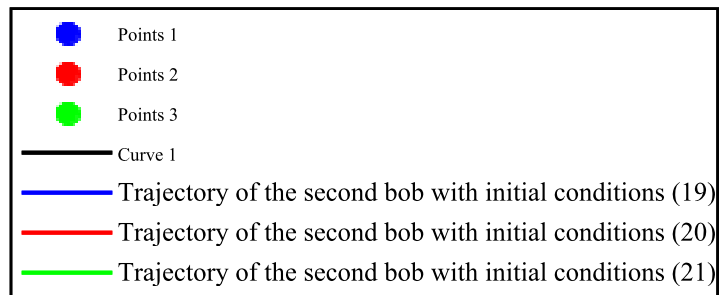 Points 1
Points 2
Points 3
Curve 1
Trajectory of the second bob with initial conditions (19)
Trajectory of the second bob with initial conditions (20)
Trajectory of the second bob with initial conditions (21)